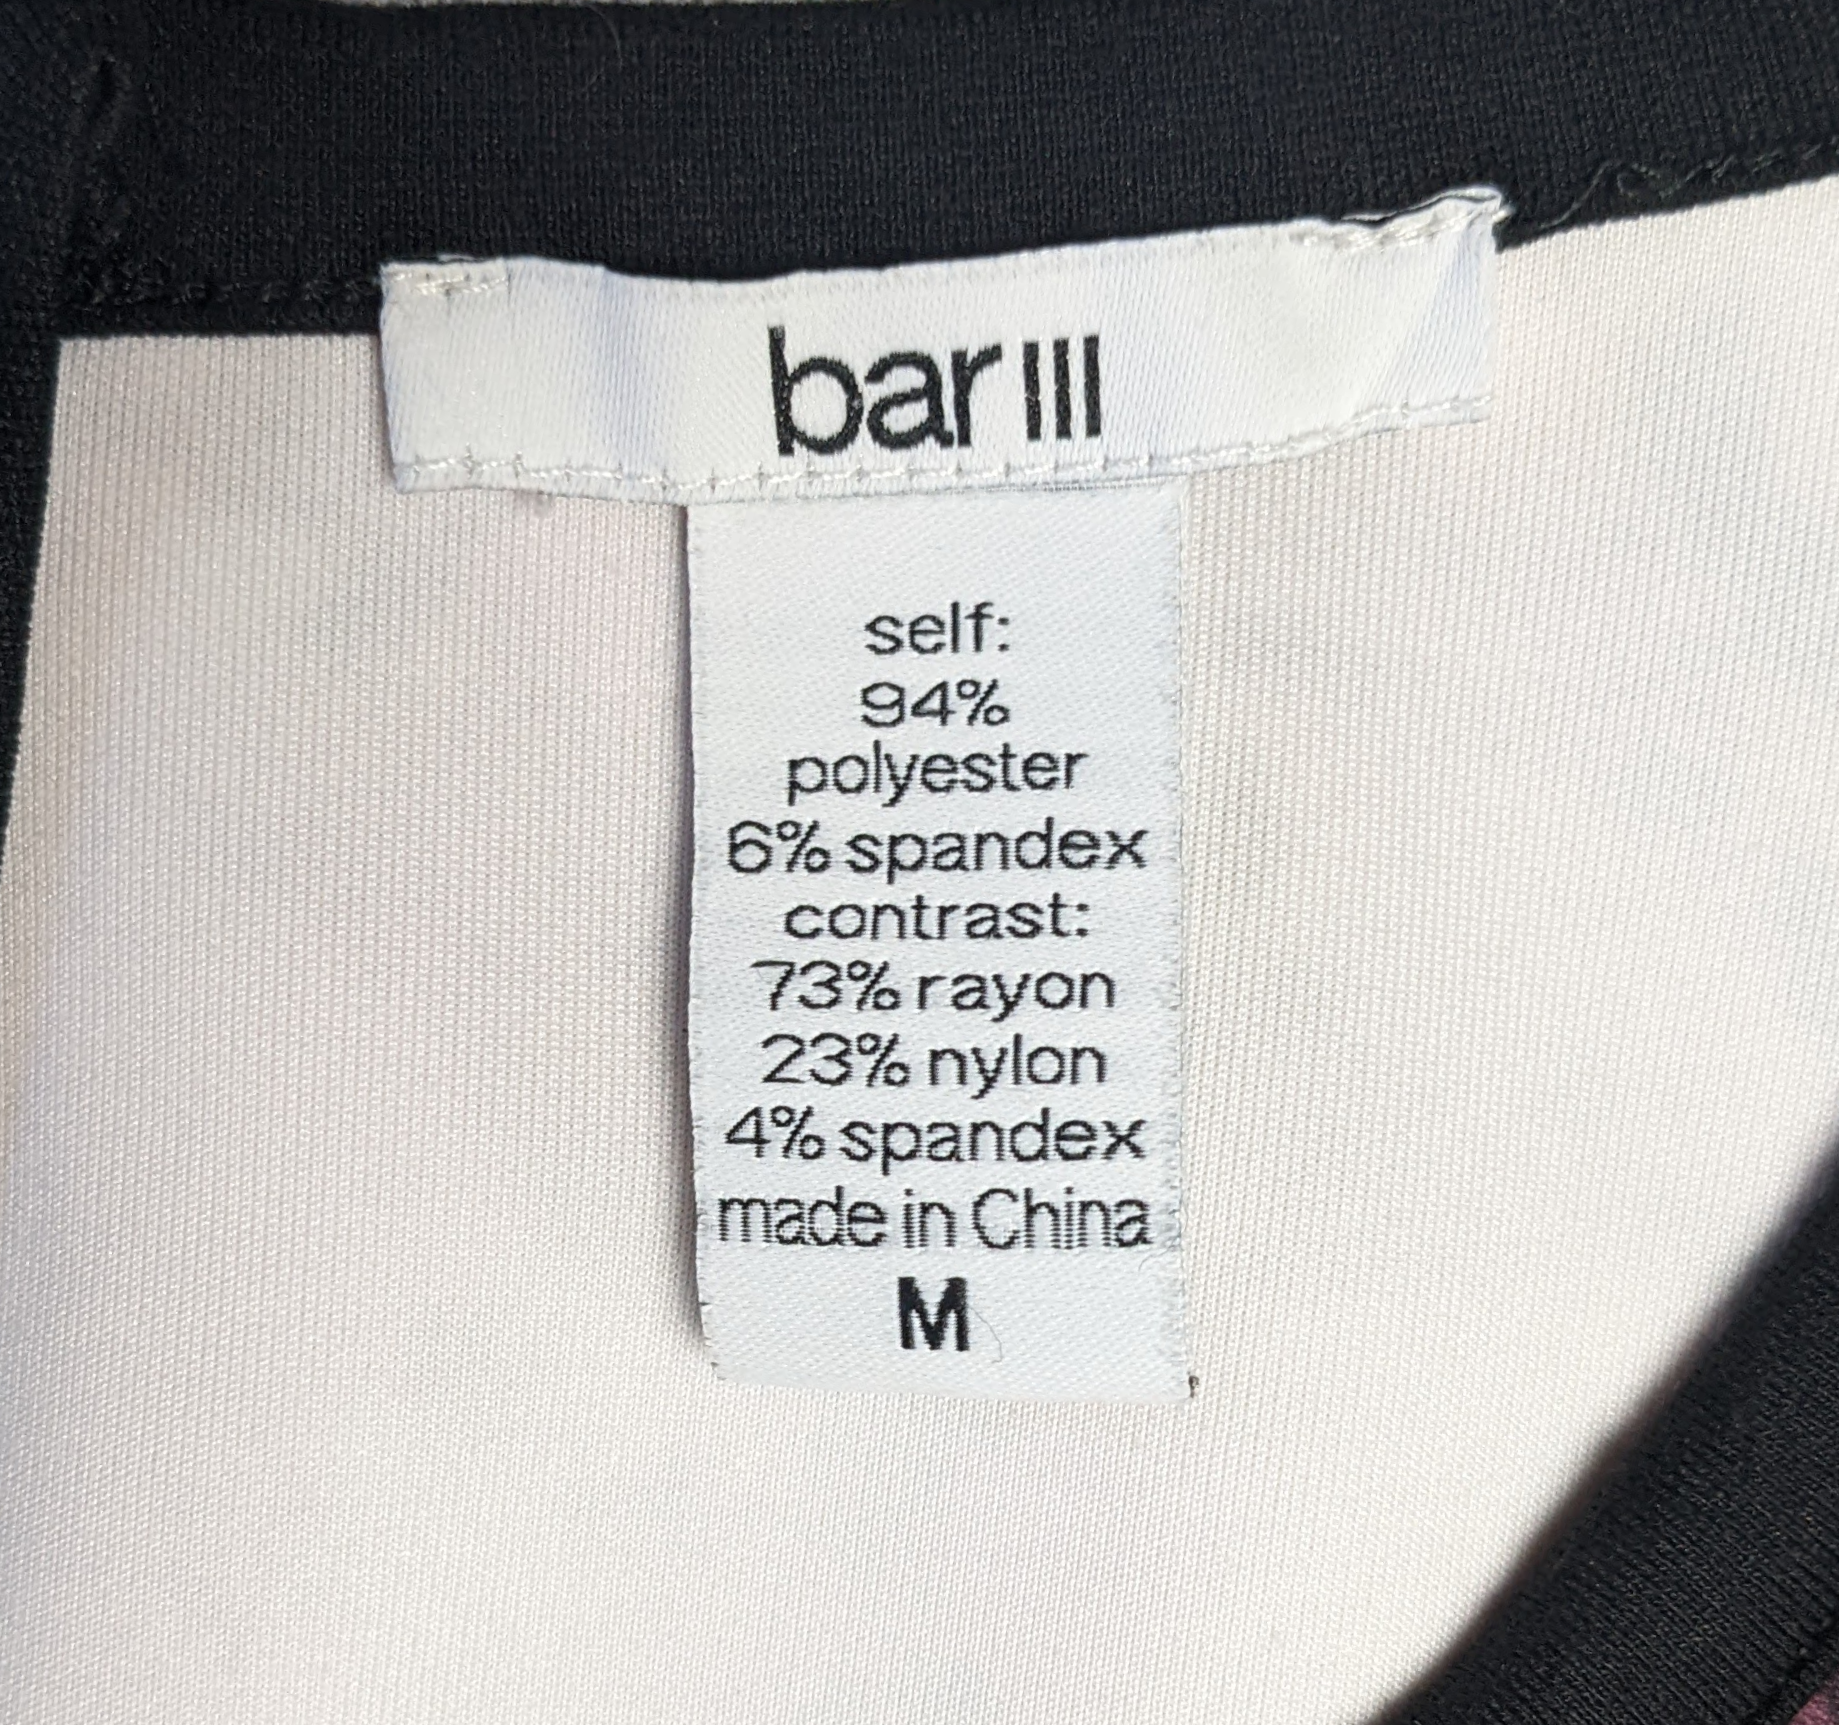 bar III
self:
94%
polyester
6% spandex
contrast:
73% rayon
23% nylon
4% spandex
made in China
M